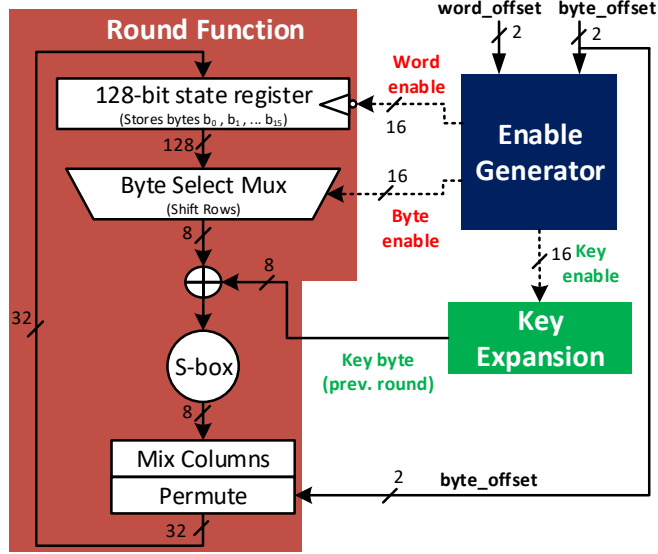 word_offset
byte_offset
2
2
Round Function
Word
enable
128-bit state register
(Stores bytes b₀ , b₁ , ... b₁₅)
16
Enable
Generator
128
Byte Select Mux
(Shift Rows)
16
Byte
enable
8
16
Key
enable
8
32
Key
Expansion
S-box
Key byte
(prev. round)
8
Mix Columns
Permute
2
byte_offset
32